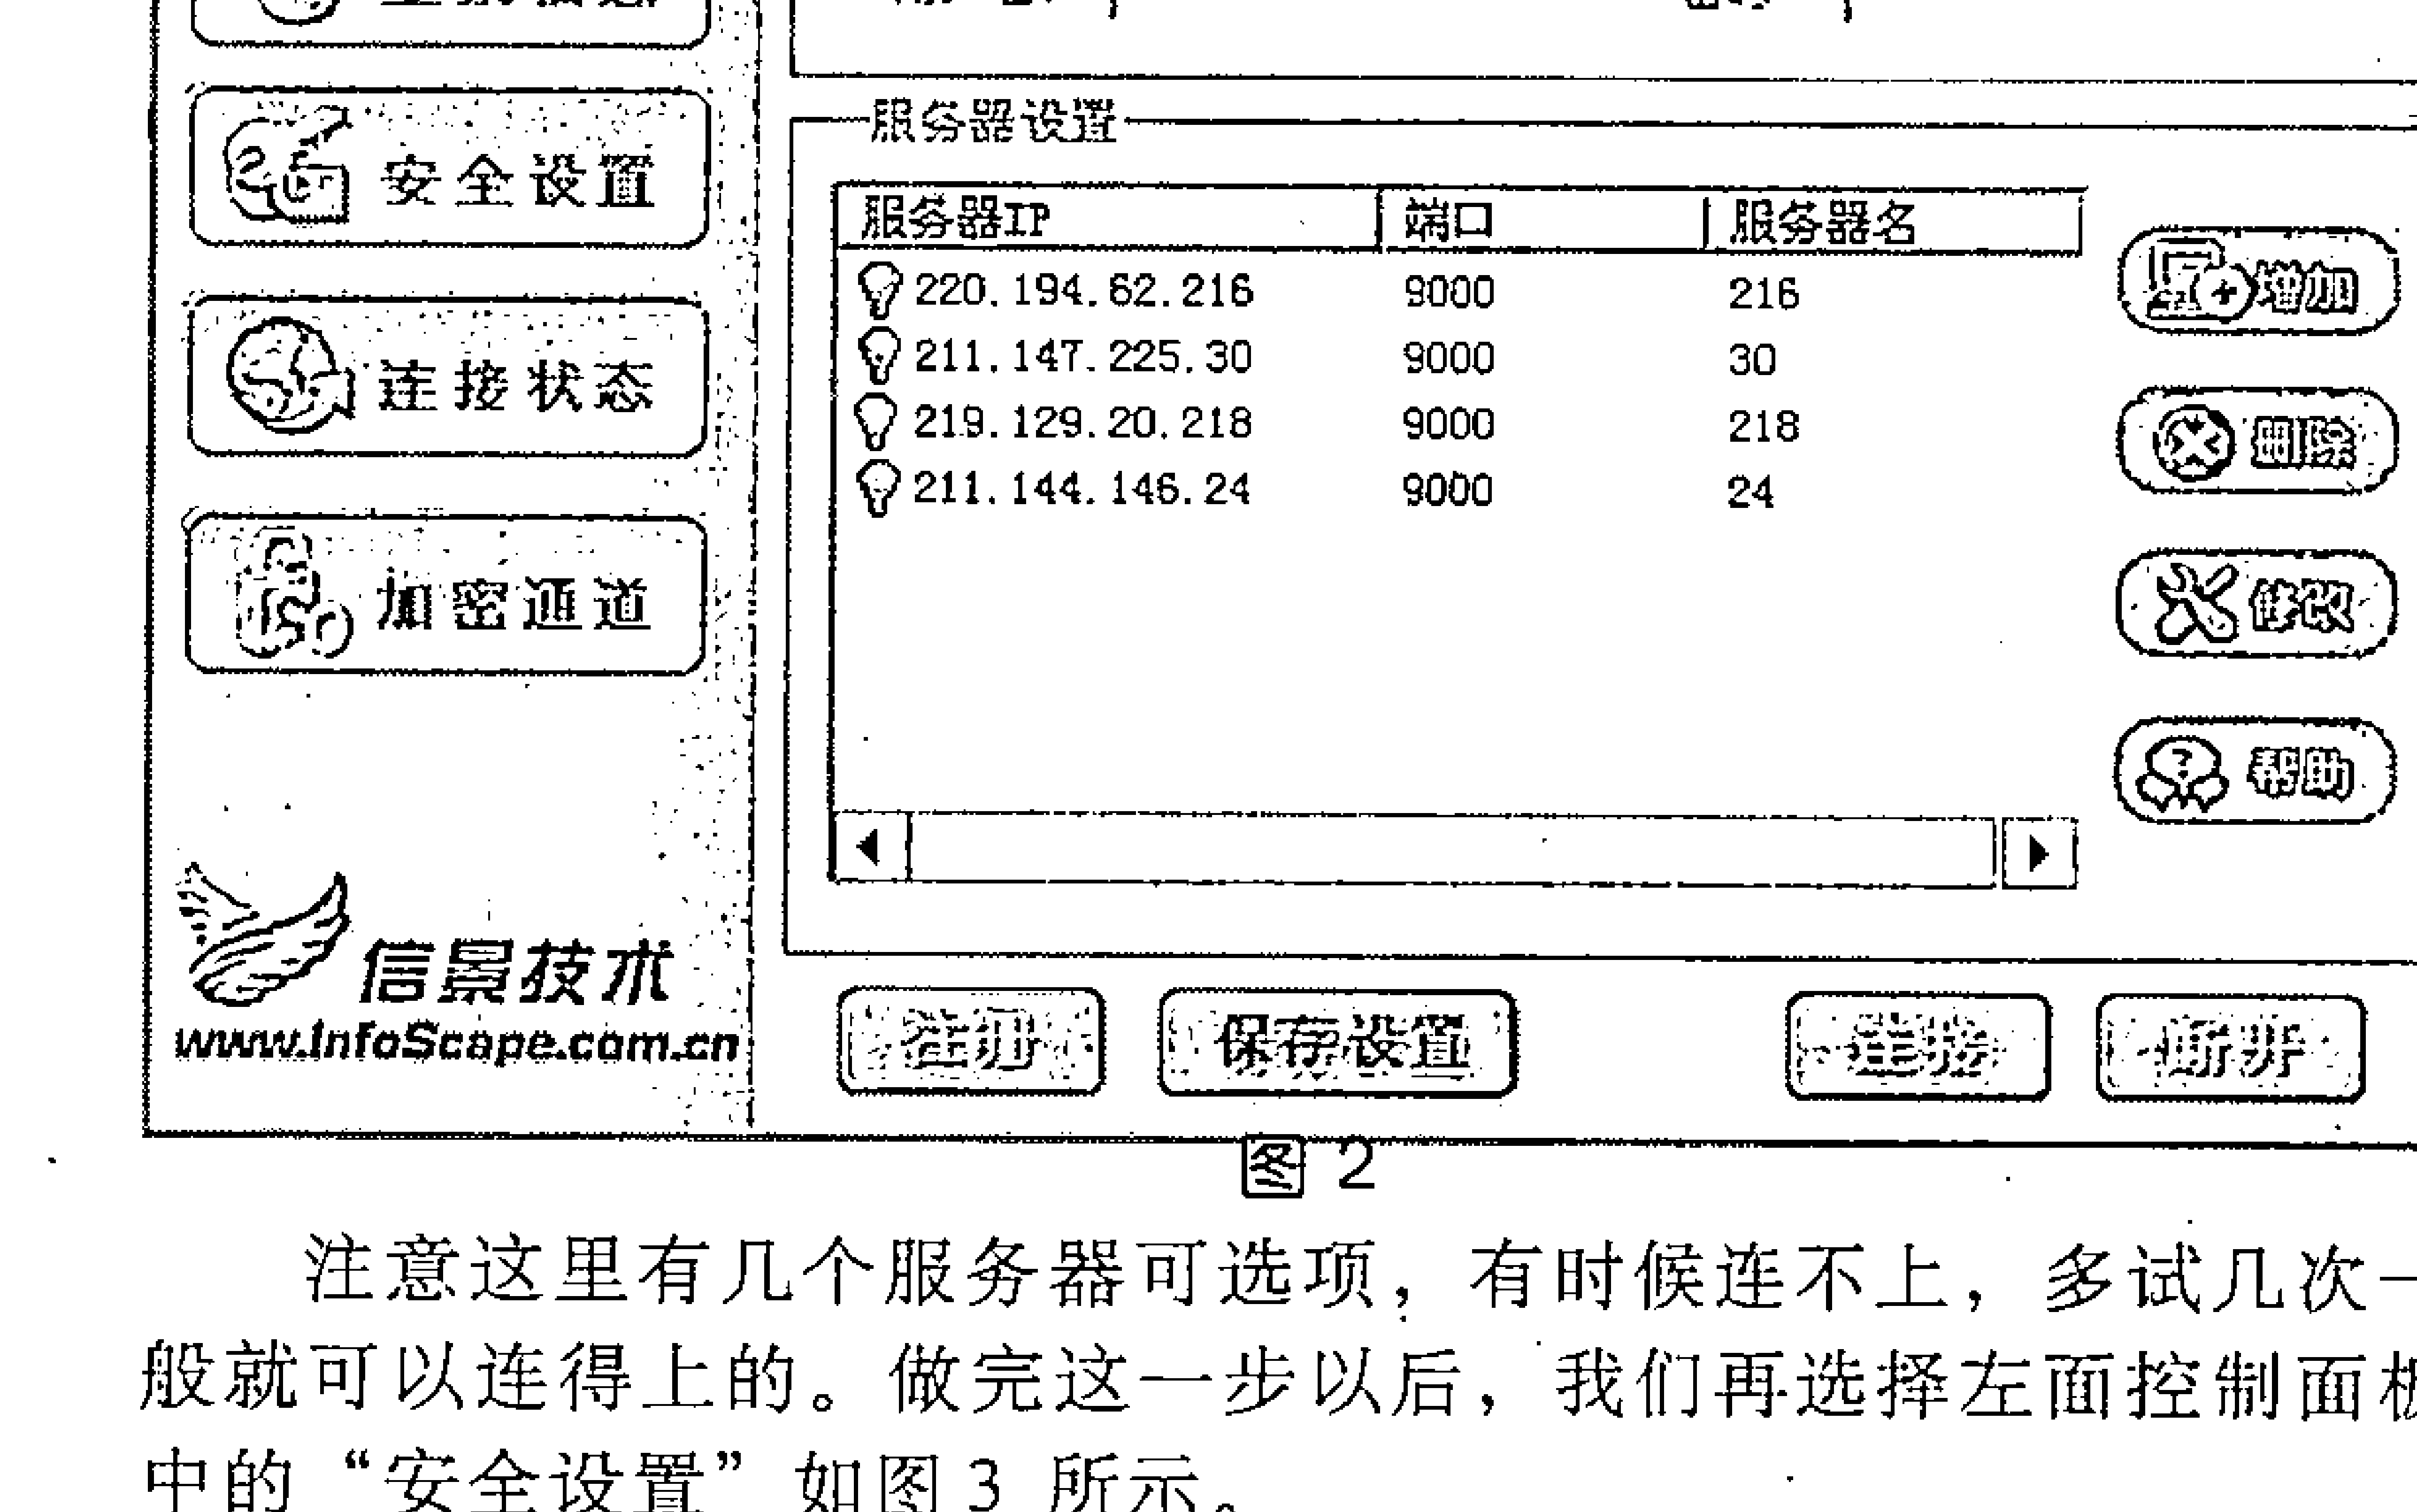 服务器设置
安全设置
服务器IP 端口 服务器名
220.194.62.216 9000 216
增加
211.147.225.30 9000 30
连接状态
219.129.20.218 9000 218
删除
211.144.146.24 9000 24
加密通道
修改
帮助
信景技术
www.InfoScape.com.cn
注册 保存设置 连接 断开
图 2
注意这里有几个服务器可选项，有时候连不上，多试几次一
般就可以连得上的。做完这一步以后，我们再选择左面控制面板
中的“安全设置”如图3 所示。